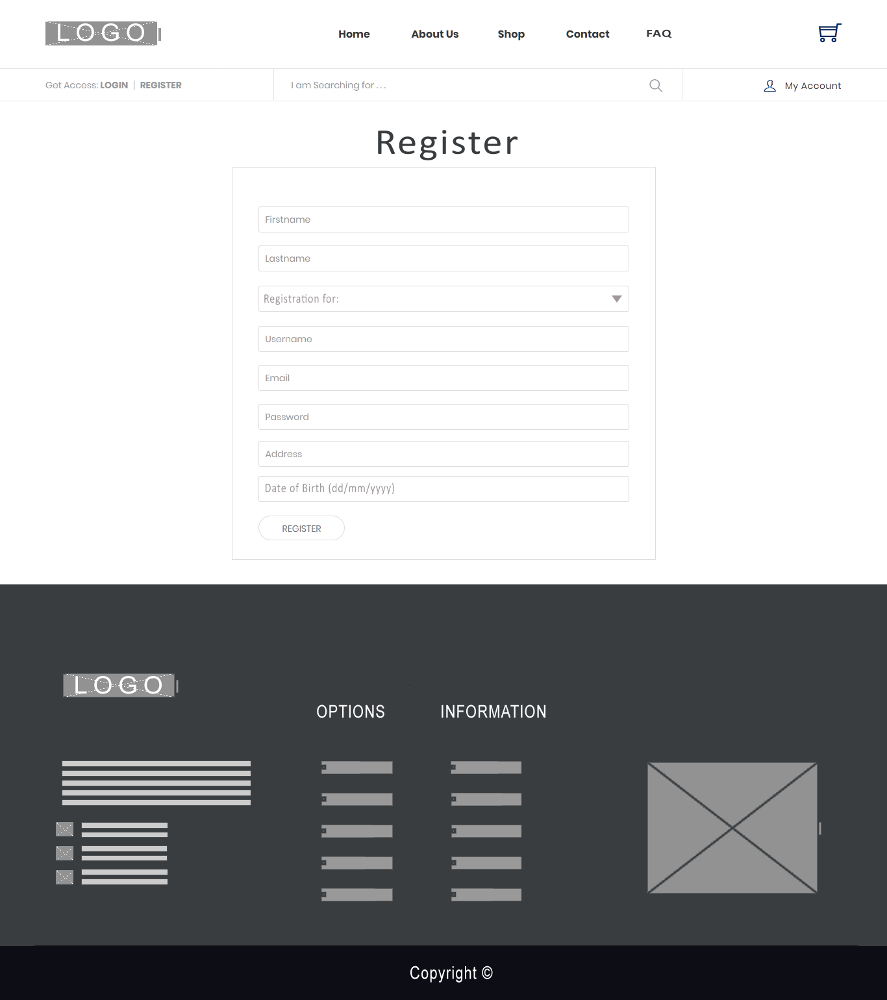 LOGO
Home About Us Shop Contact FAQ
Get Access: LOGIN | REGISTER
I am Searching for . . .
My Account
Register
Firstname
Lastname
Registration for:
Username
Email
Password
Address
Date of Birth (dd/mm/yyyy)
REGISTER
LOGO
OPTIONS INFORMATION
Copyright ©